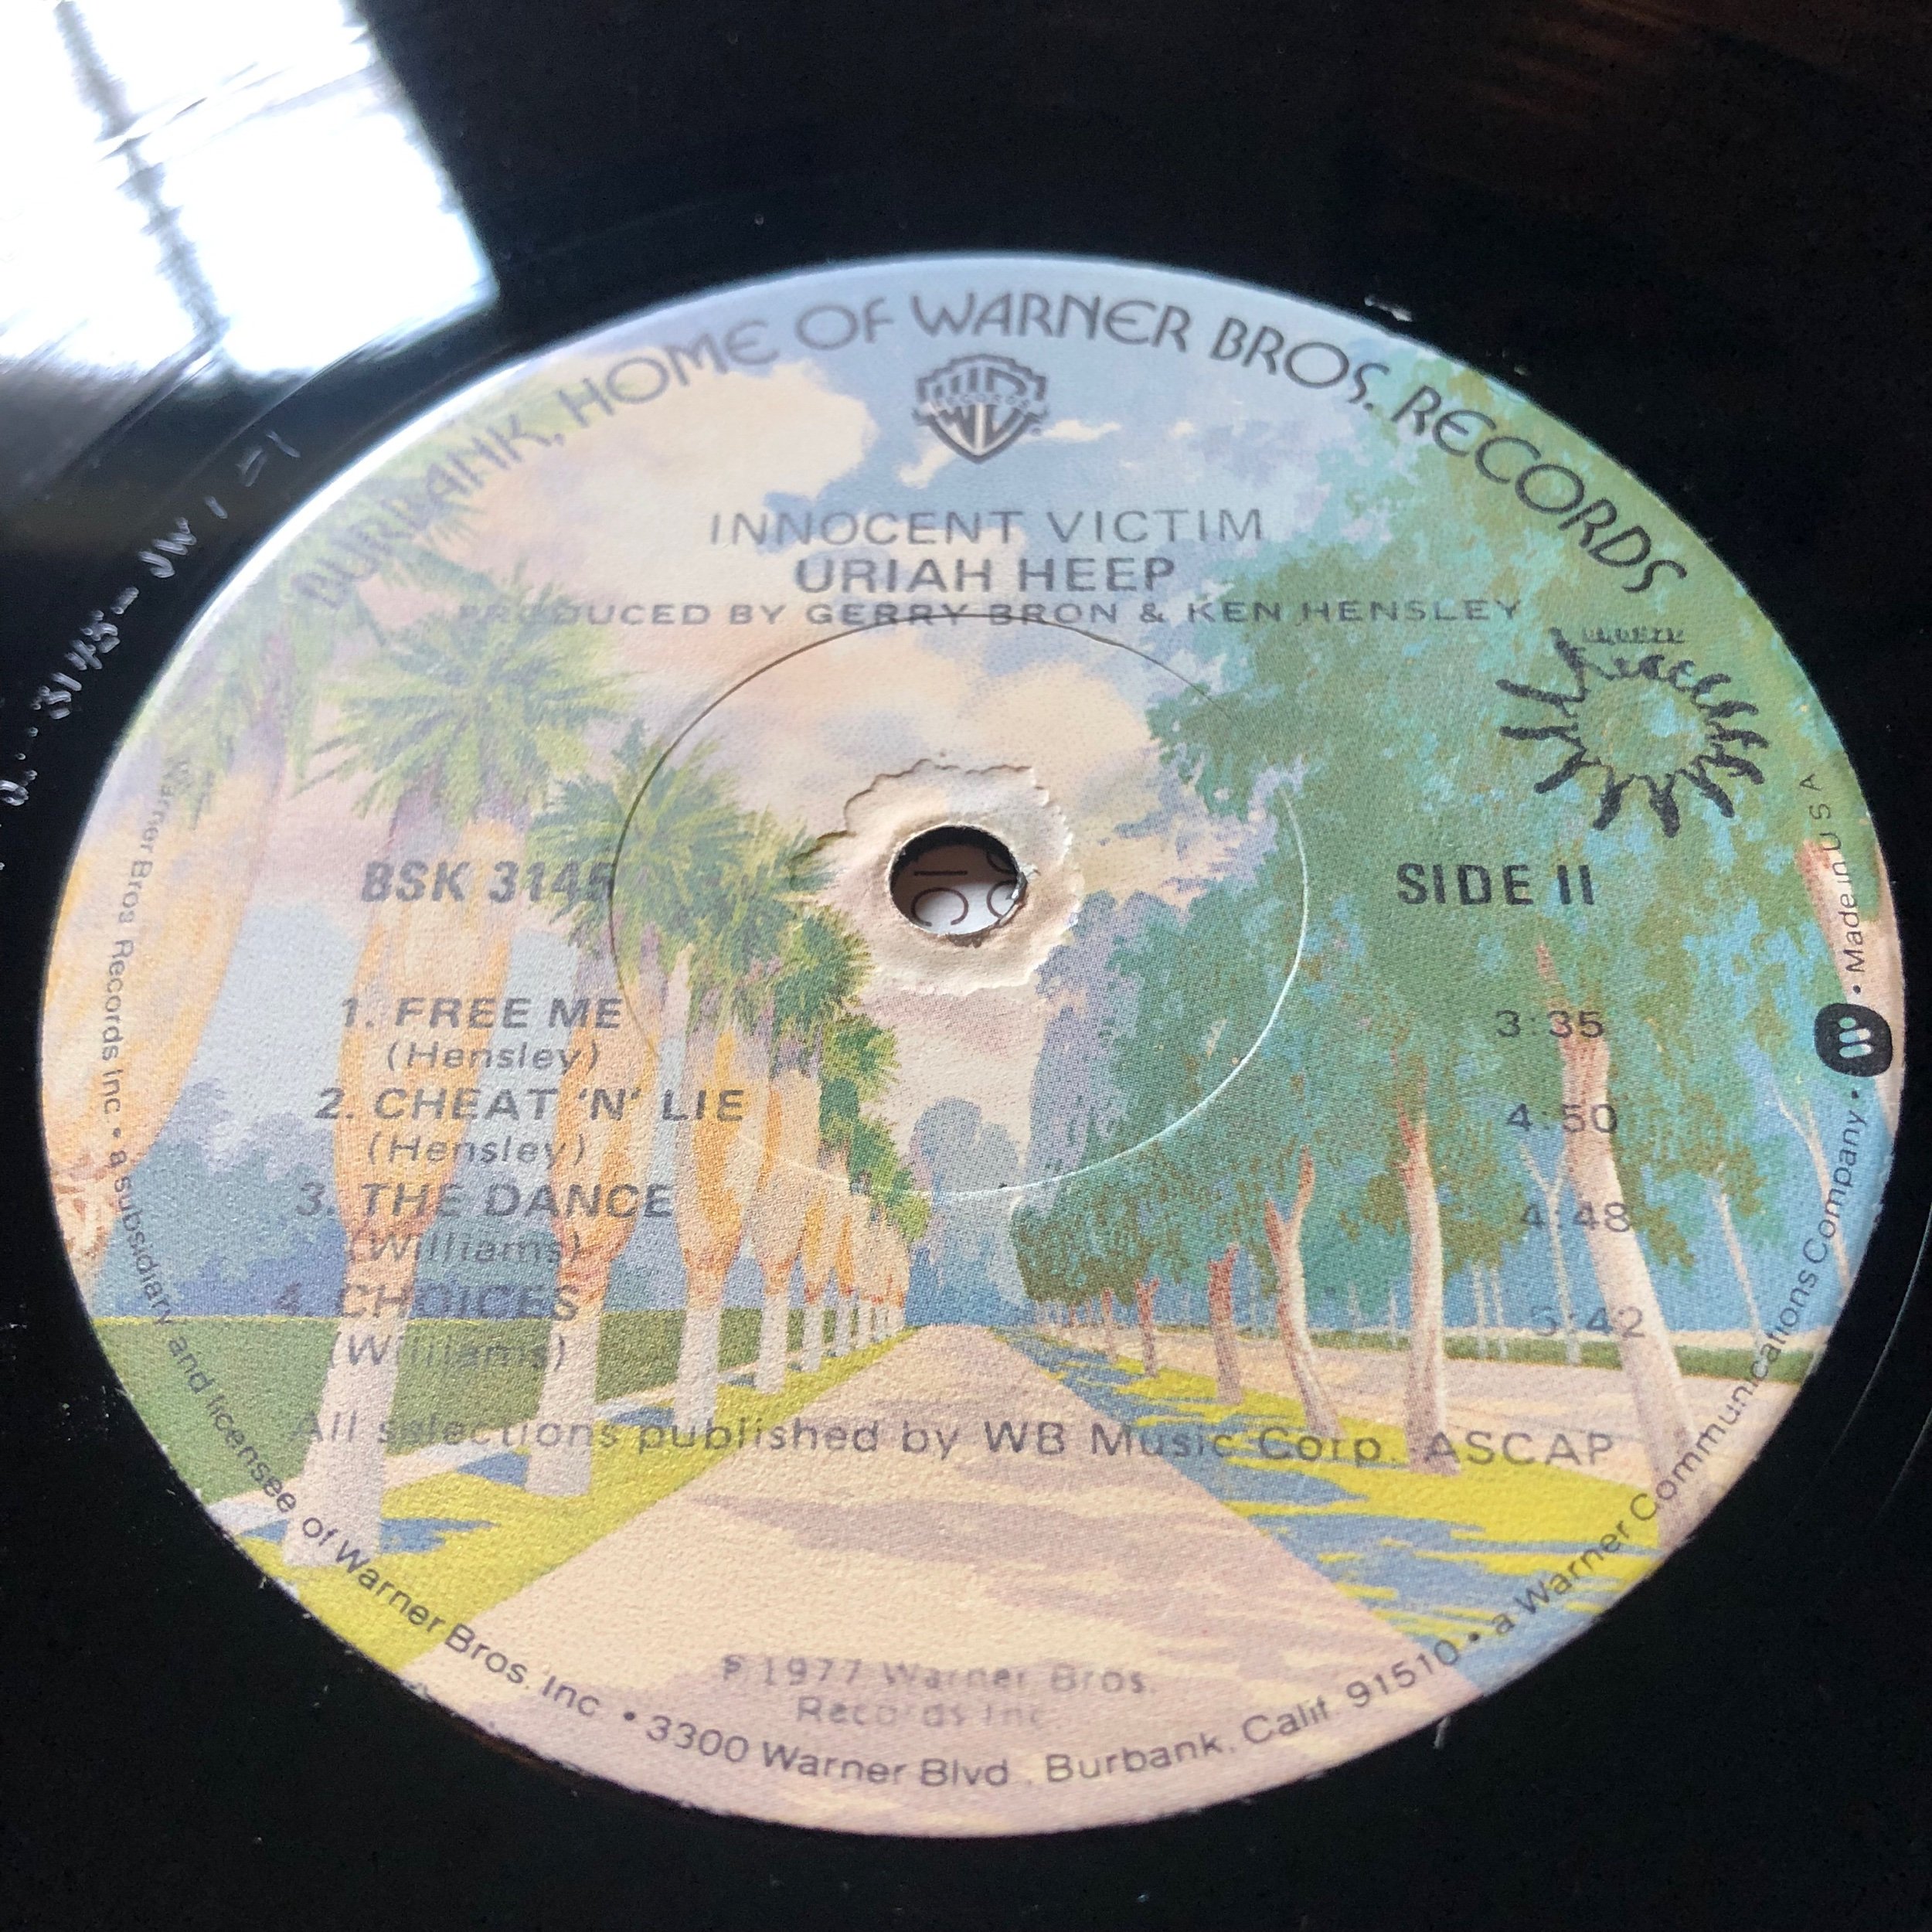 BURBANK, HOME OF WARNER BROS. RECORDS
INNOCENT VICTIM
URIAH HEEP
PRODUCED BY GERRY BRON & KEN HENSLEY
BRONZE
BSK 3145
SIDE II
1. FREE ME 3:35
(Hensley)
2. CHEAT 'N' LIE 4:50
(Hensley)
3. THE DANCE 4:48
(Williams)
4. CHOICES 5:42
(Williams)
All selections published by WB Music Corp. ASCAP
℗ 1977 Warner Bros.
Records Inc.
Warner Bros. Records Inc. • a subsidiary and licensee of Warner Bros. Inc. • 3300 Warner Blvd., Burbank, Calif. 91510 • a Warner Communications Company • W • Made in U S A